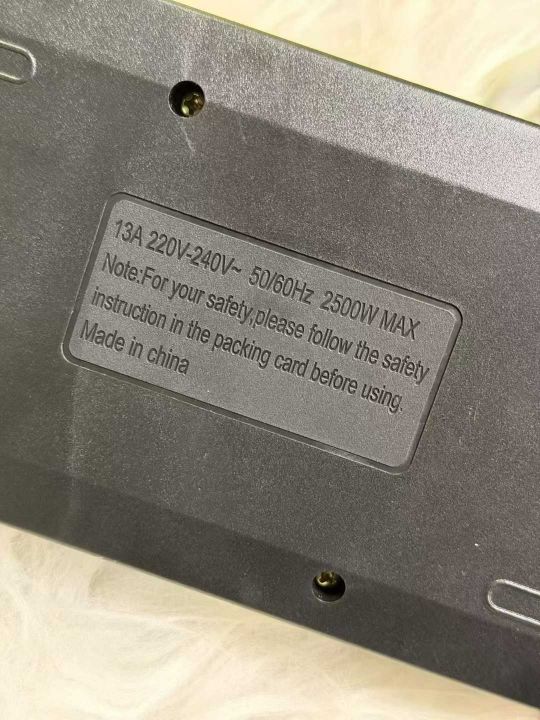 13A 220V-240V~ 50/60Hz 2500W MAX
Note:For your safety,please follow the safety
instruction in the packing card before using.
Made in china